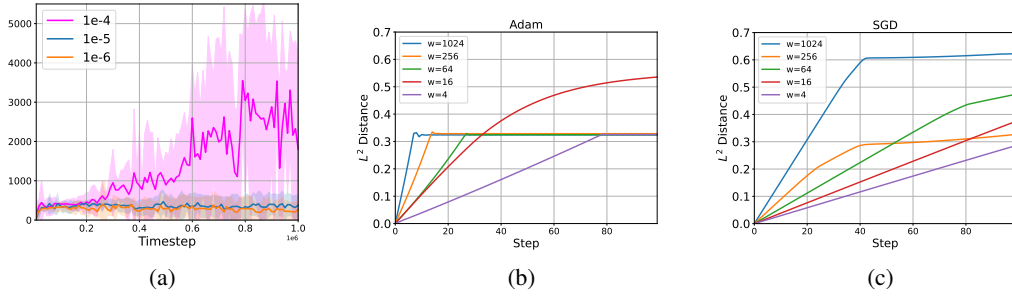 5000
4000
3000
2000
1000
0
1e-4
1e-5
1e-6
0.2 0.4 0.6 0.8 1.0
1e6
Timestep
(a)
Adam
0.7
0.6
0.5
0.4
0.3
0.2
0.1
0.0
w=1024
w=256
w=64
w=16
w=4
L² Distance
0 20 40 60 80
Step
(b)
SGD
0.7
0.6
0.5
0.4
0.3
0.2
0.1
0.0
w=1024
w=256
w=64
w=16
w=4
L² Distance
0 20 40 60 80
Step
(c)